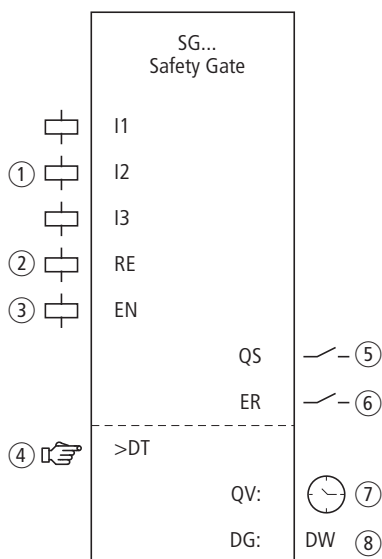 SG...
Safety Gate
I1
① I2
I3
② RE
③ EN
QS ⑤
ER ⑥
④ >DT
QV: ⑦
DG: DW ⑧